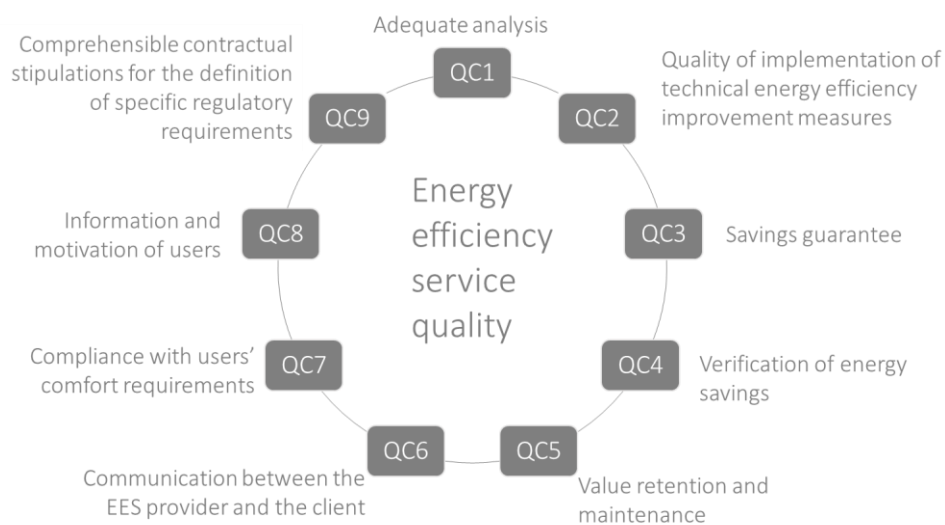 Adequate analysis
QC1
Quality of implementation of
technical energy efficiency
improvement measures
QC2
Savings guarantee
QC3
Verification of energy
savings
QC4
Value retention and
maintenance
QC5
Communication between the
EES provider and the client
QC6
Compliance with users’
comfort requirements
QC7
Information and
motivation of users
QC8
Comprehensible contractual
stipulations for the definition
of specific regulatory
requirements
QC9
Energy
efficiency
service
quality